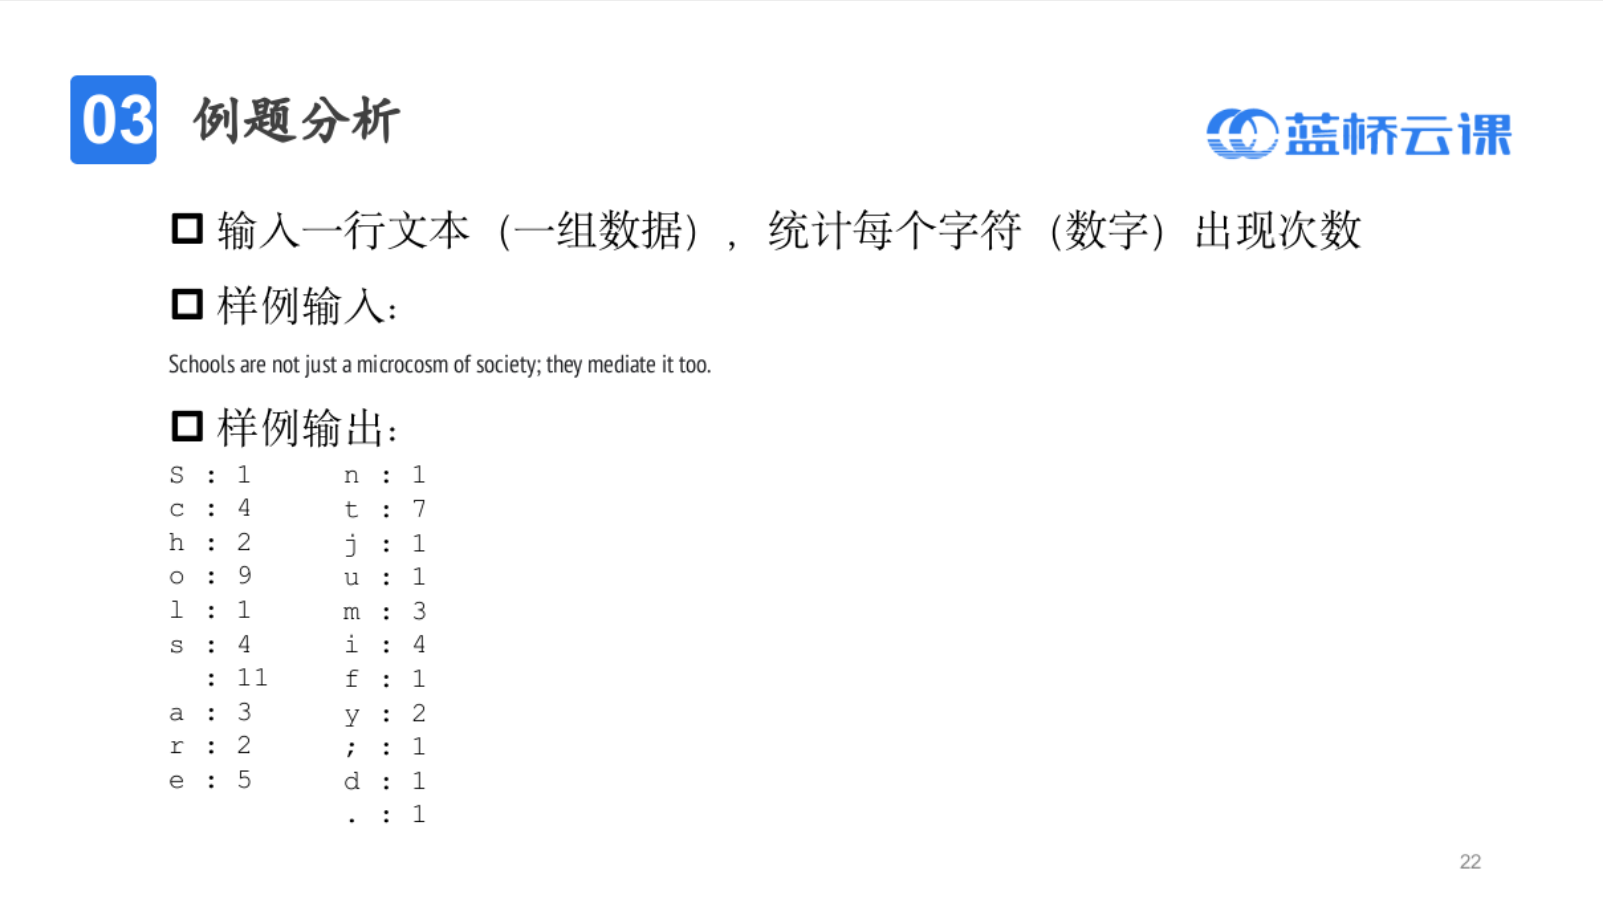 03 例题分析
蓝桥云课
输入一行文本（一组数据），统计每个字符（数字）出现次数
样例输入：
Schools are not just a microcosm of society; they mediate it too.
样例输出：
S : 1
c : 4
h : 2
o : 9
l : 1
s : 4
: 11
a : 3
r : 2
e : 5
n : 1
t : 7
j : 1
u : 1
m : 3
i : 4
f : 1
y : 2
; : 1
d : 1
. : 1
22